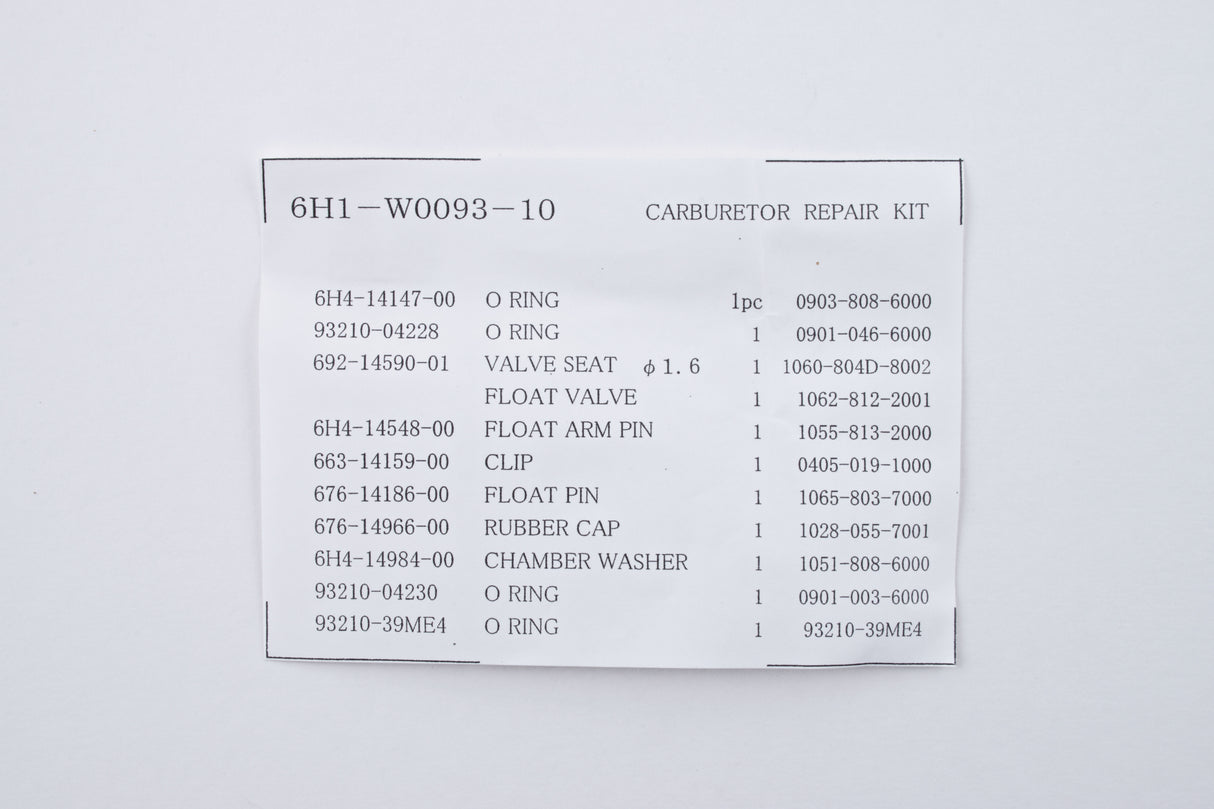 6H1-W0093-10 CARBURETOR REPAIR KIT
6H4-14147-00 O RING 1pc 0903-808-6000
93210-04228 O RING 1 0901-046-6000
692-14590-01 VALVE SEAT φ1.6 1 1060-804D-8002
FLOAT VALVE 1 1062-812-2001
6H4-14548-00 FLOAT ARM PIN 1 1055-813-2000
663-14159-00 CLIP 1 0405-019-1000
676-14186-00 FLOAT PIN 1 1065-803-7000
676-14966-00 RUBBER CAP 1 1028-055-7001
6H4-14984-00 CHAMBER WASHER 1 1051-808-6000
93210-04230 O RING 1 0901-003-6000
93210-39ME4 O RING 1 93210-39ME4